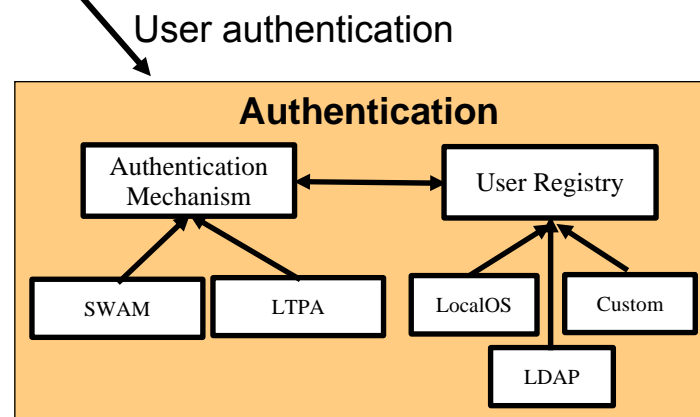 User authentication
Authentication
Authentication
Mechanism
User Registry
SWAM
LTPA
LocalOS
Custom
LDAP